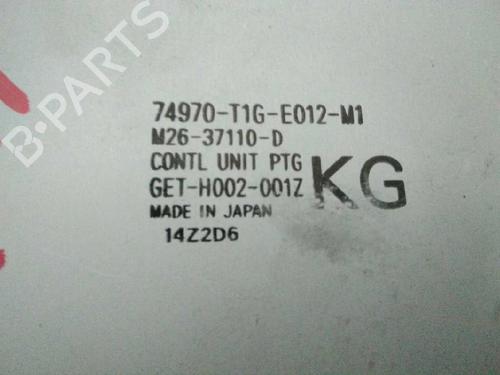 B-PARTS
74970-T1G-E012-M1
M26-37110-D
CONTL UNIT PTG
GET-H002-001Z
KG
MADE IN JAPAN
14Z2D6